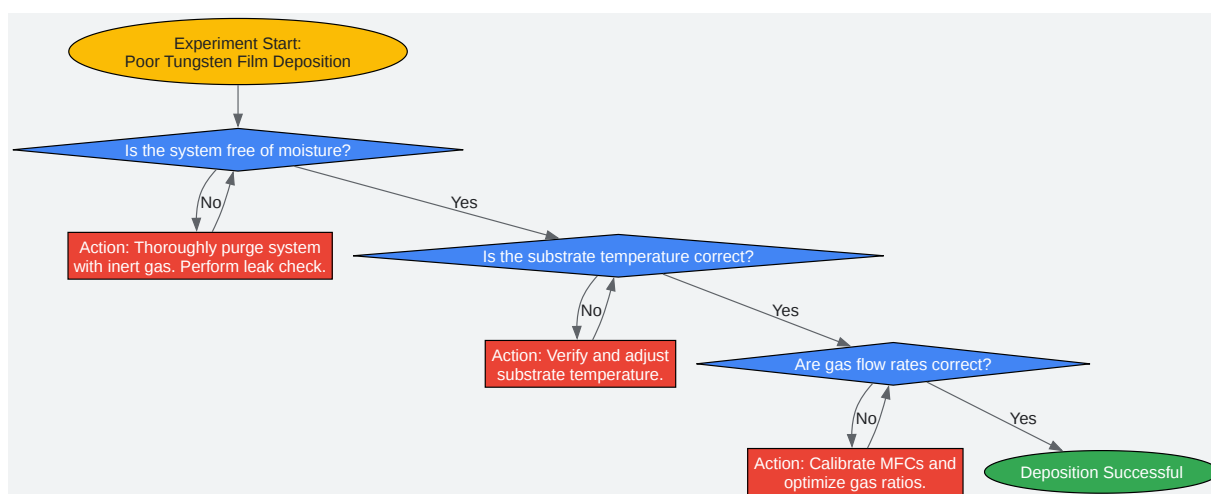 Experiment Start:
Poor Tungsten Film Deposition
Is the system free of moisture?
No
Yes
Action: Thoroughly purge system
with inert gas. Perform leak check.
Is the substrate temperature correct?
No
Yes
Action: Verify and adjust
substrate temperature.
Are gas flow rates correct?
No
Yes
Action: Calibrate MFCs and
optimize gas ratios.
Deposition Successful